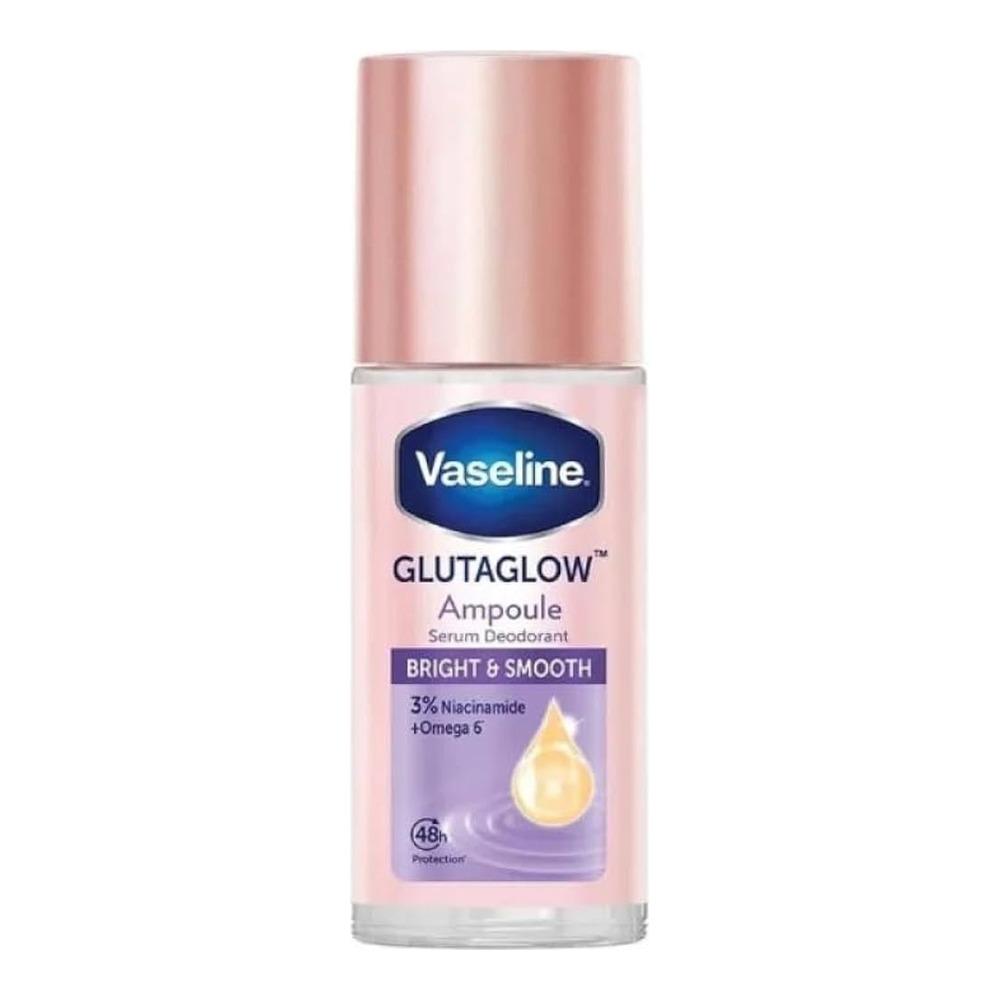 Vaseline®
GLUTAGLOW™
Ampoule
Serum Deodorant
BRIGHT & SMOOTH
3% Niacinamide
+Omega 6*
48h
Protection*